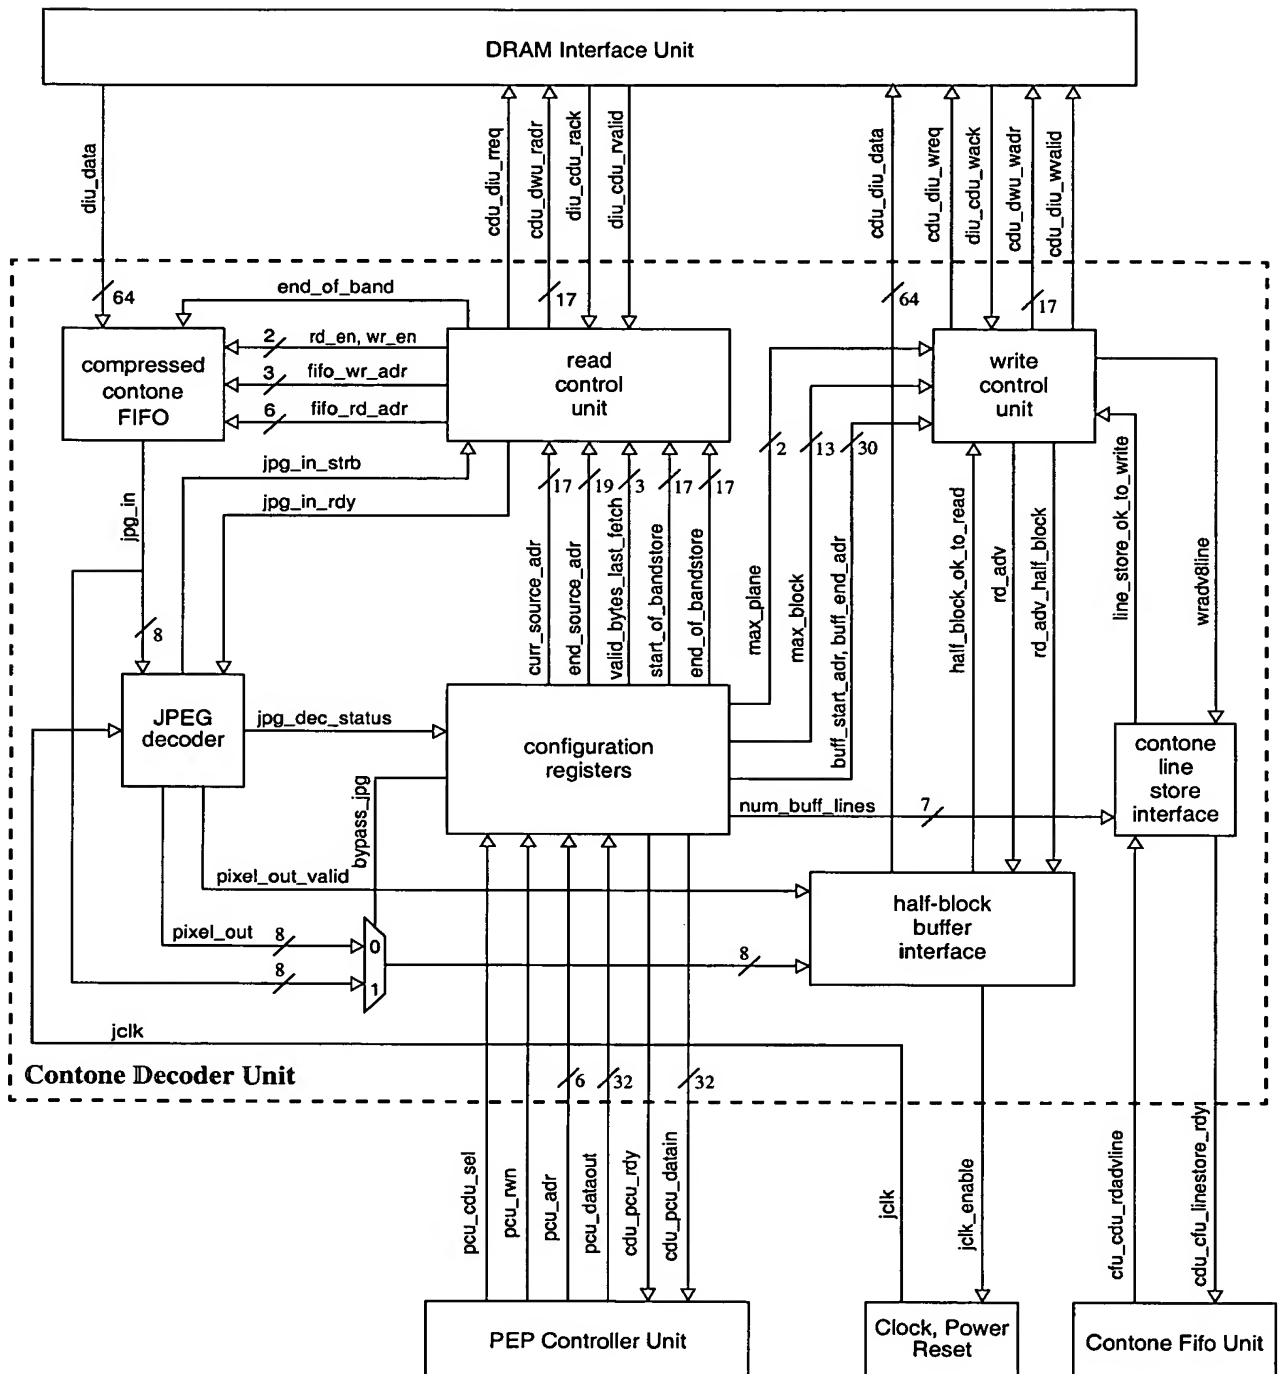 DRAM Interface Unit
diu_data
cdu_diu_rreq
cdu_dwu_radr
diu_cdu_rack
diu_cdu_rvalid
cdu_diu_data
cdu_diu_wreq
diu_cdu_wack
cdu_dwu_wadr
cdu_diu_wvalid
64
end_of_band
17
64
17
compressed
contone
FIFO
2
rd_en, wr_en
3
fifo_wr_adr
6
fifo_rd_adr
read
control
unit
write
control
unit
2
13
30
jpg_in
jpg_in_strb
jpg_in_rdy
17
19
3
17
17
curr_source_adr
end_source_adr
valid_bytes_last_fetch
start_of_bandstore
end_of_bandstore
max_plane
max_block
buff_start_adr, buff_end_adr
half_block_ok_to_read
rd_adv
rd_adv_half_block
line_store_ok_to_write
wradv8line
8
JPEG
decoder
jpg_dec_status
configuration
registers
contone
line
store
interface
bypass_jpg
num_buff_lines
7
pixel_out_valid
half-block
buffer
interface
pixel_out
8
0
8
8
1
jclk
Contone Decoder Unit
6
32
32
pcu_cdu_sel
pcu_rwn
pcu_adr
pcu_dataout
cdu_pcu_rdy
cdu_pcu_datain
jclk
jclk_enable
cfu_cdu_rdadvline
cdu_cfu_linestore_rdy
PEP Controller Unit
Clock, Power
Reset
Contone Fifo Unit